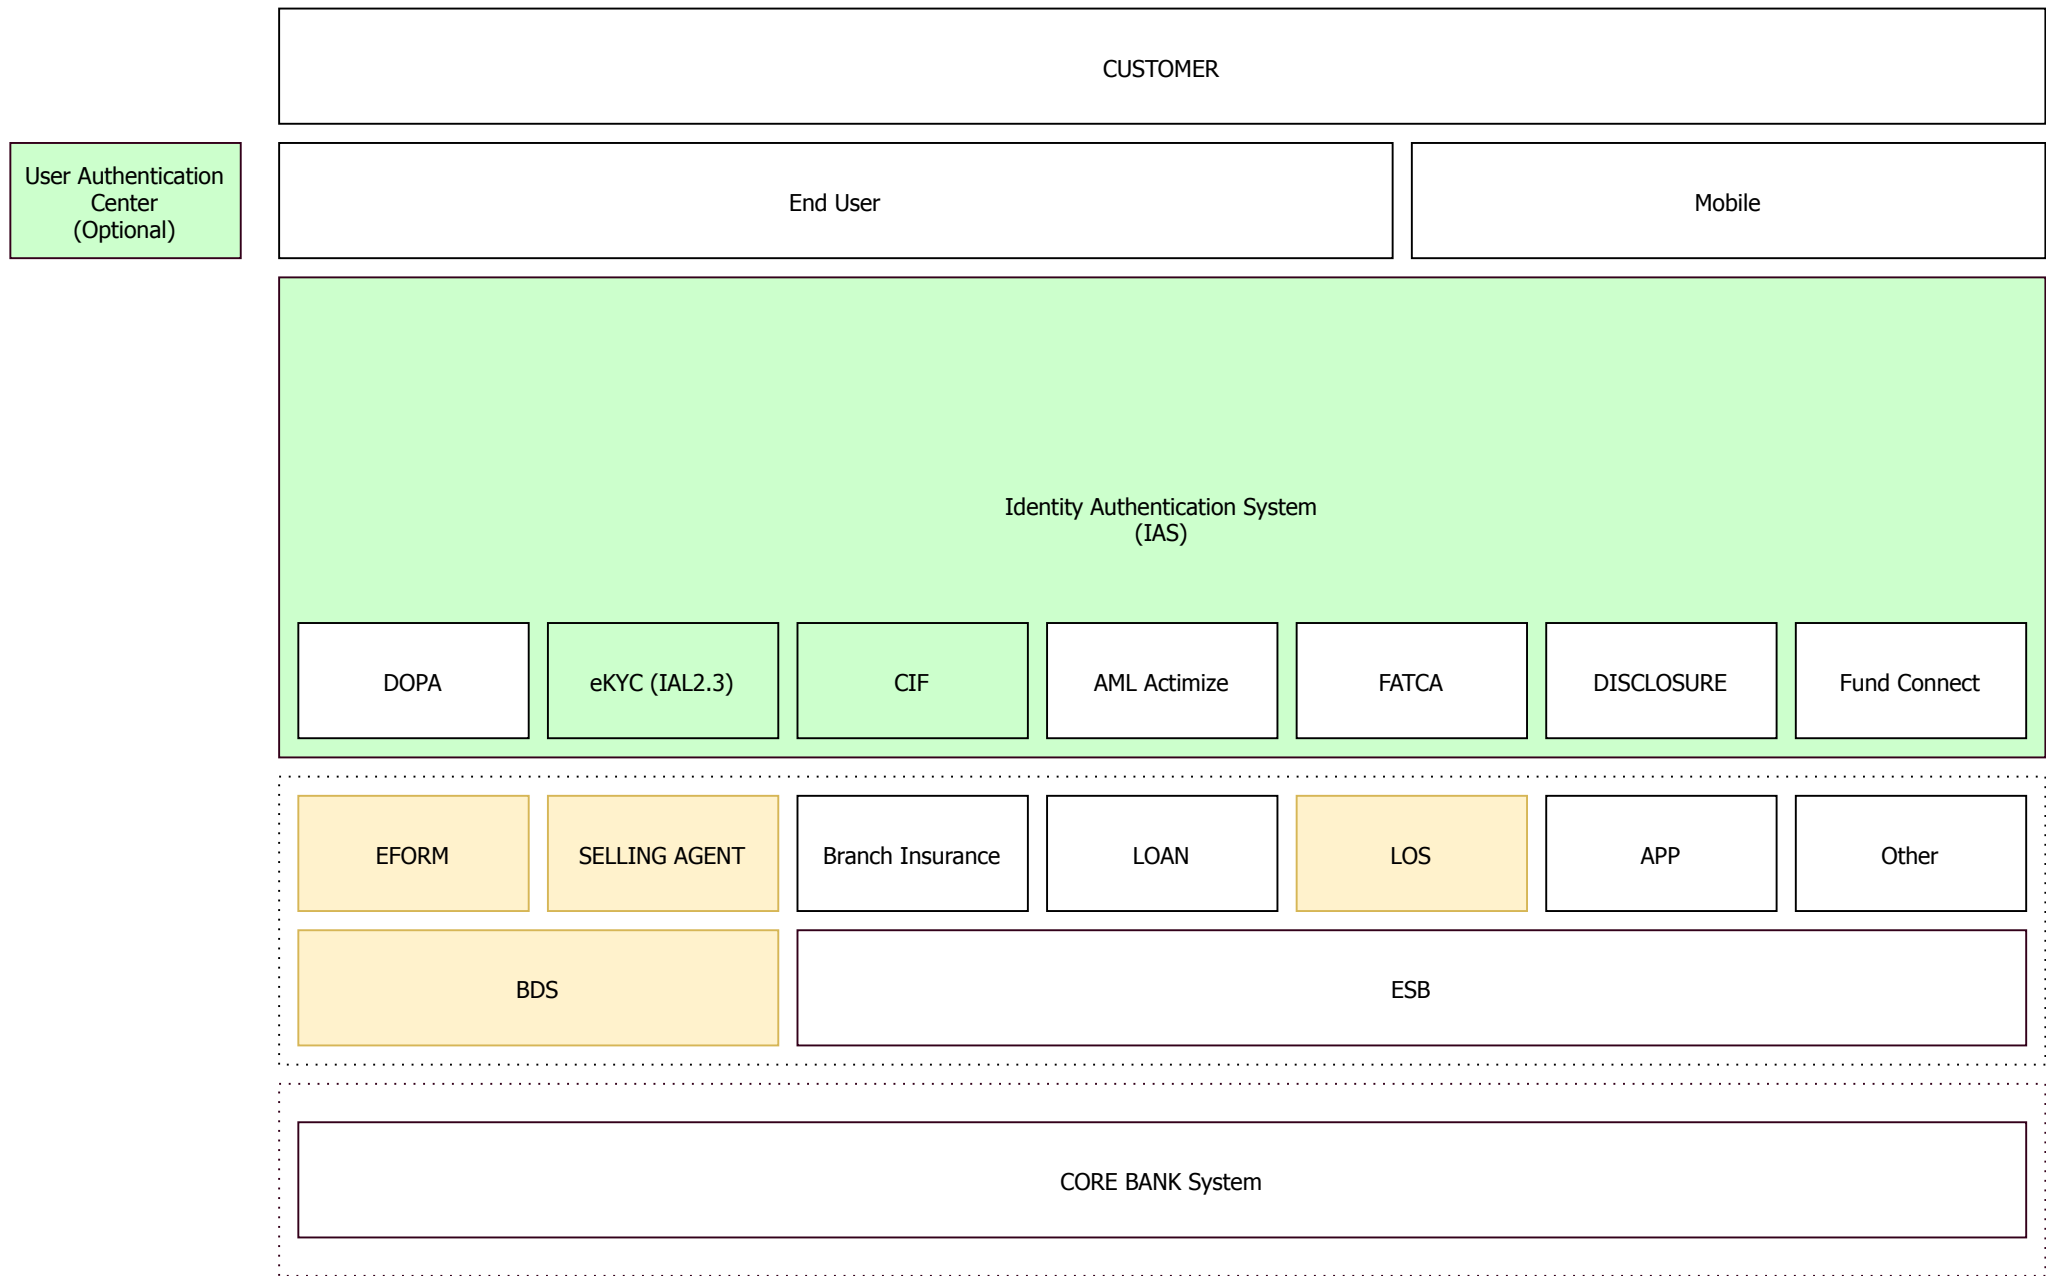 CUSTOMER
User Authentication
Center
(Optional)
End User
Mobile
Identity Authentication System
(IAS)
DOPA
eKYC (IAL2.3)
CIF
AML Actimize
FATCA
DISCLOSURE
Fund Connect
EFORM
SELLING AGENT
Branch Insurance
LOAN
LOS
APP
Other
BDS
ESB
CORE BANK System